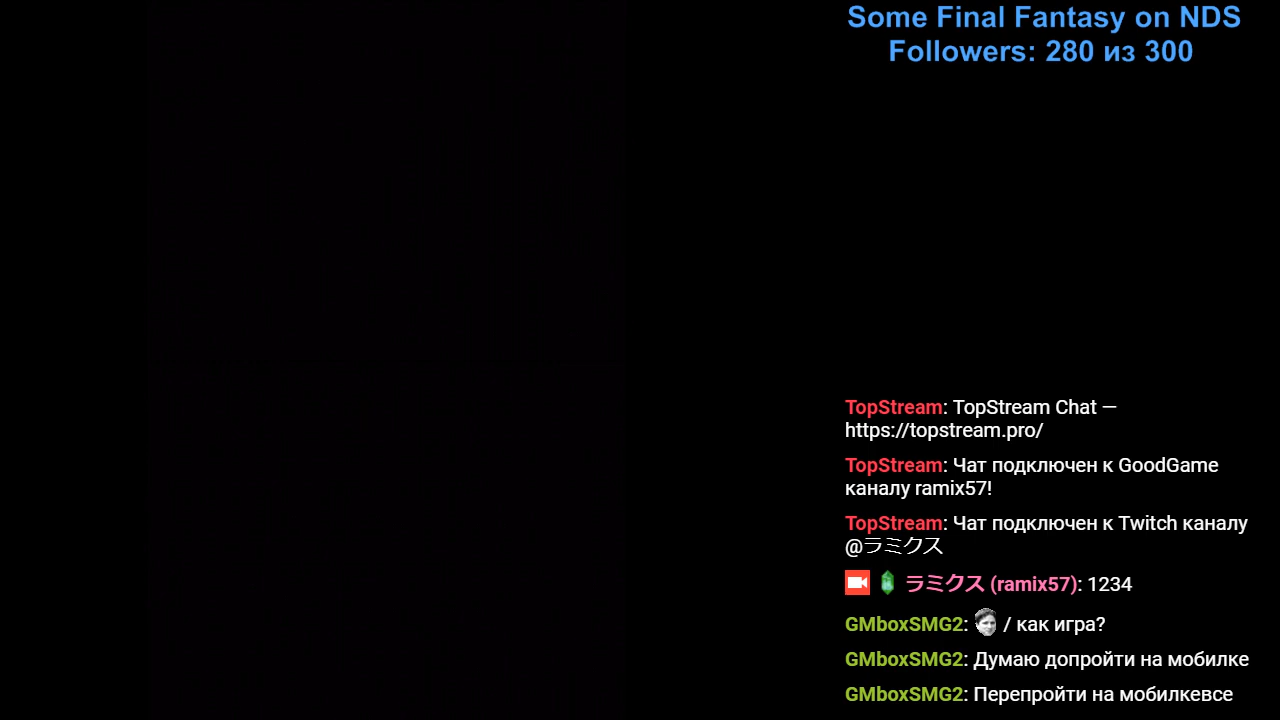 Some Final Fantasy on NDS
Followers: 280 из 300
TopStream: TopStream Chat —
https://topstream.pro/
TopStream: Чат подключен к GoodGame
каналу ramix57!
TopStream: Чат подключен к Twitch каналу
@ラミクス
ラミクス (ramix57): 1234
GMboxSMG2: / как игра?
GMboxSMG2: Думаю допройти на мобилке
GMboxSMG2: Перепройти на мобилкевсе